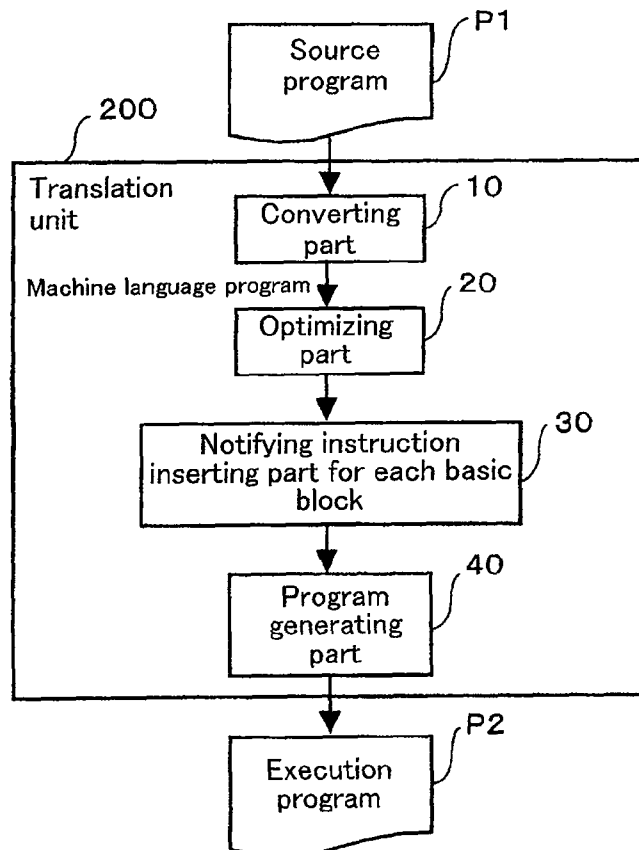 P1
Source
program
200
Translation
unit
10
Converting
part
Machine language program
20
Optimizing
part
30
Notifying instruction
inserting part for each basic
block
40
Program
generating
part
P2
Execution
program